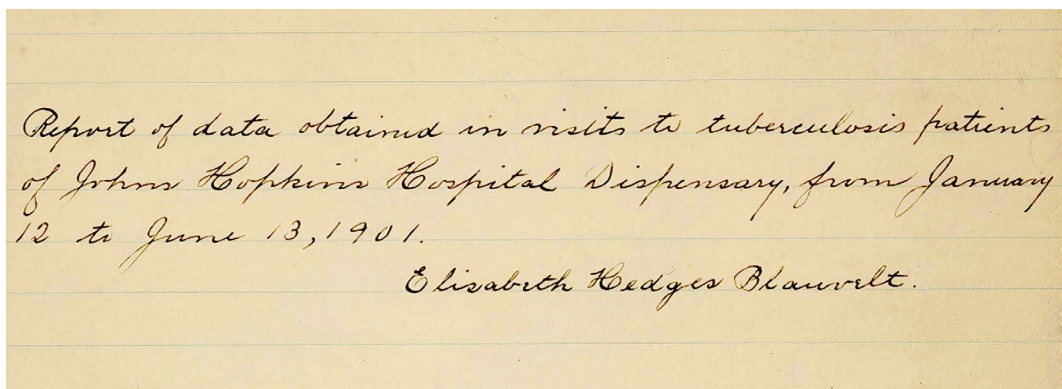 Report of data obtained in visits to tuberculosis patients
of Johns Hopkins Hospital Dispensary, from January
12 to June 13, 1901.
Elisabeth Hedges Blauvelt.